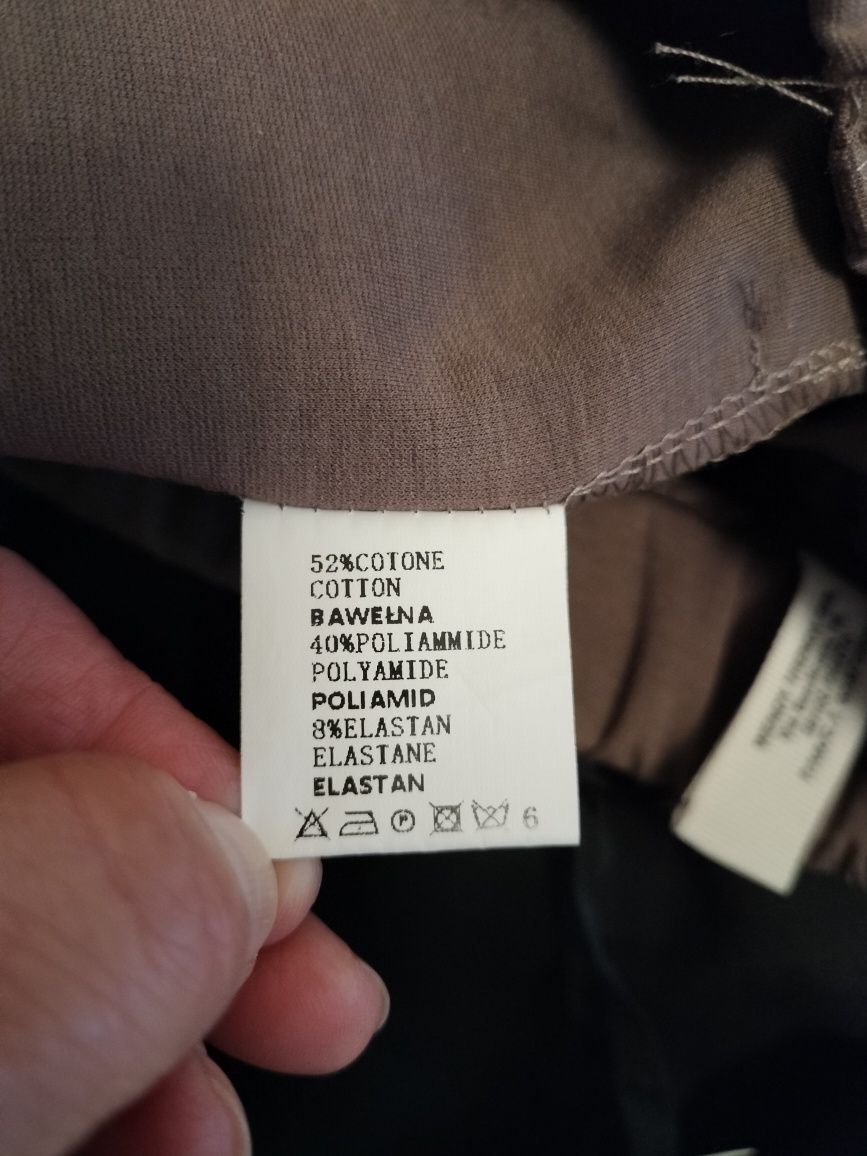 52%COTONE
COTTON
BAWEŁNA
40%POLIAMMIDE
POLYAMIDE
POLIAMID
8%ELASTAN
ELASTANE
ELASTAN
P 6